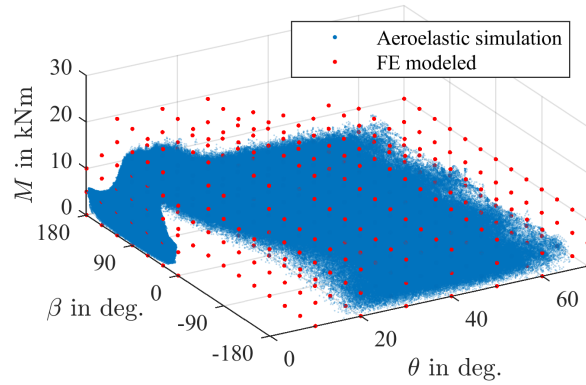 Aeroelastic simulation
FE modeled
30
20
10
0
M in kNm
180
90
0
-90
-180
β in deg.
0
20
40
60
θ in deg.